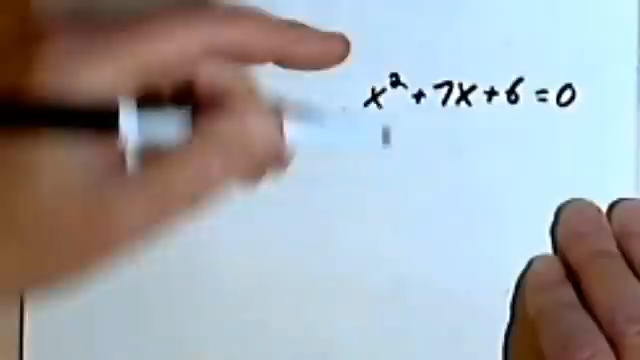 x² + 7x + 6 = 0